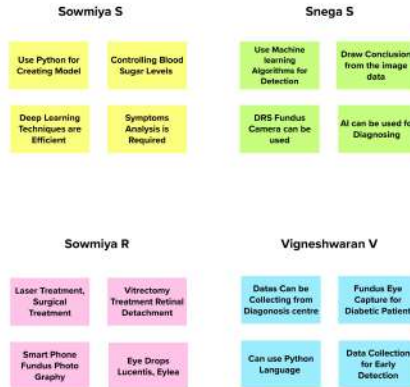 Sowmiya S
Use Python for
Creating Model
Controlling Blood
Sugar Levels
Deep Learning
Techniques are
Efficient
Symptoms
Analysis is
Required
Snega S
Use Machine
learning
Algorithms for
Detection
Draw Conclusion
from the image
data
DRS Fundus
Camera can be
used
AI can be used fo
Diagnosing
Sowmiya R
Laser Treatment,
Surgical
Treatment
Vitrectomy
Treatment Retinal
Detachment
Smart Phone
Fundus Photo
Graphy
Eye Drops
Lucentis, Eylea
Vigneshwaran V
Datas Can be
Collecting from
Diagonosis centre
Fundus Eye
Capture for
Diabetic Patient
Can use Python
Language
Data Collection
for Early
Detection